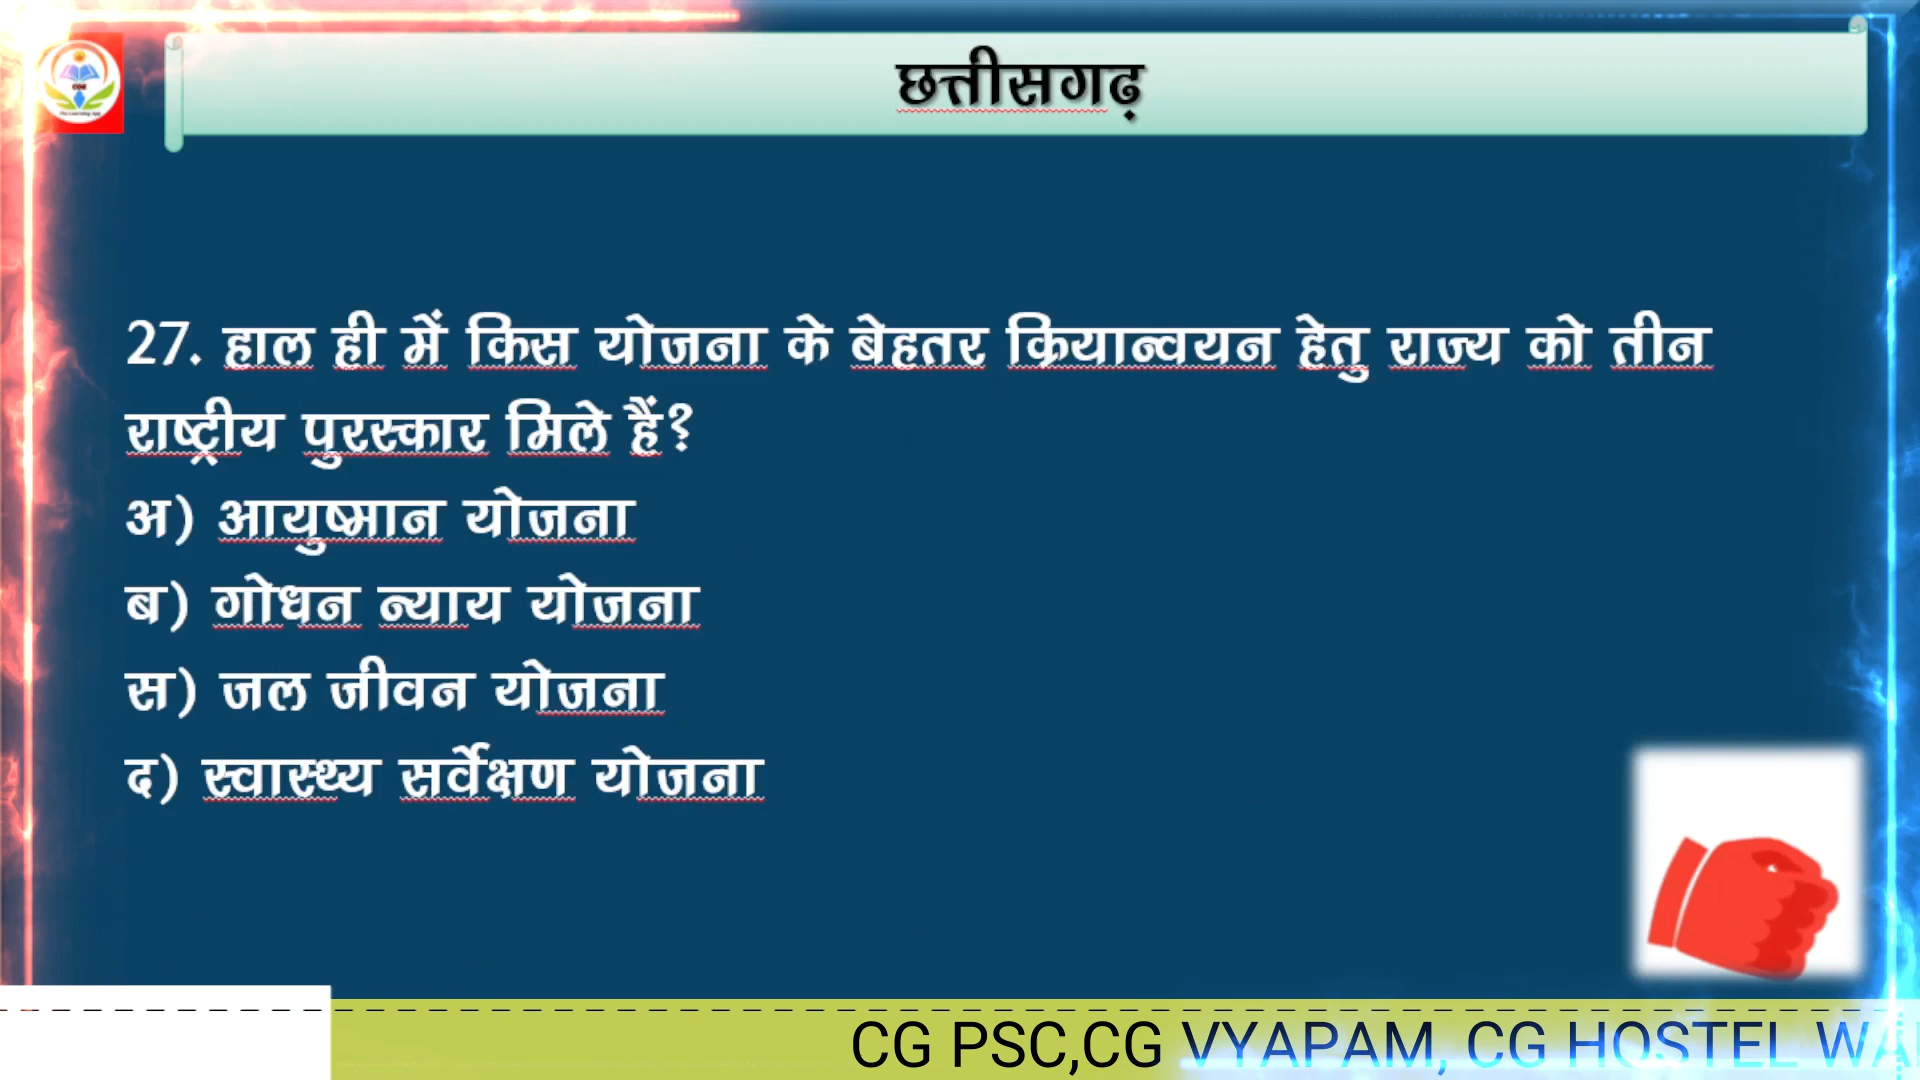 छत्तीसगढ़
27. हाल ही में किस योजना के बेहतर क्रियान्वयन हेतु राज्य को तीन
राष्ट्रीय पुरस्कार मिले हैं?
अ) आयुष्मान योजना
ब) गोधन न्याय योजना
स) जल जीवन योजना
द) स्वास्थ्य सर्वेक्षण योजना
CG PSC,CG VYAPAM, CG HOSTEL WA